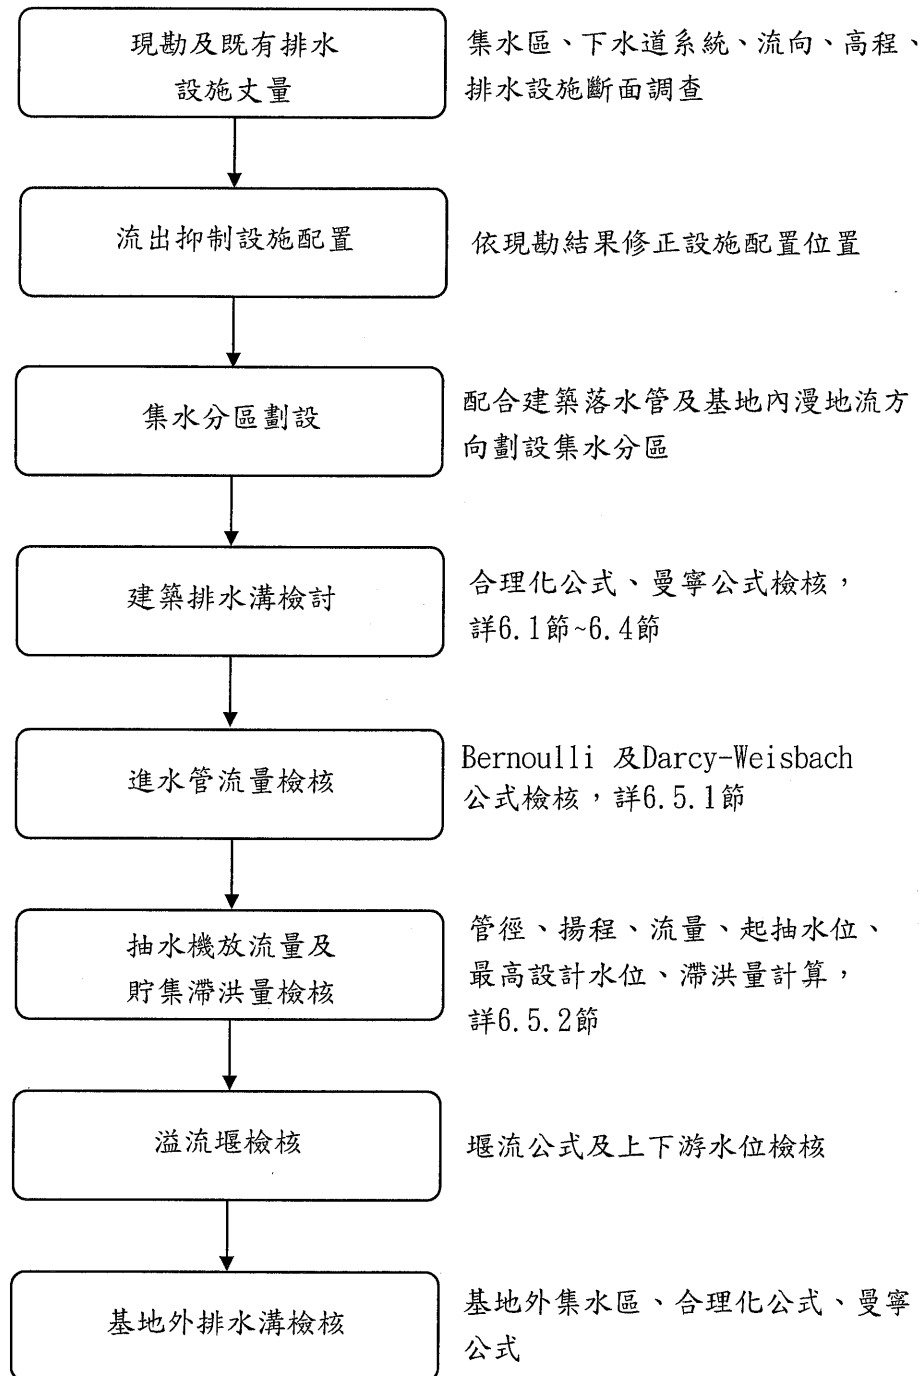 現勘及既有排水
設施丈量
集水區、下水道系統、流向、高程、
排水設施斷面調查
流出抑制設施配置
依現勘結果修正設施配置位置
集水分區劃設
配合建築落水管及基地內漫地流方
向劃設集水分區
建築排水溝檢討
合理化公式、曼寧公式檢核，
詳6.1節~6.4節
進水管流量檢核
Bernoulli 及Darcy-Weisbach
公式檢核，詳6.5.1節
抽水機放流量及
貯集滯洪量檢核
管徑、揚程、流量、起抽水位、
最高設計水位、滯洪量計算，
詳6.5.2節
溢流堰檢核
堰流公式及上下游水位檢核
基地外排水溝檢核
基地外集水區、合理化公式、曼寧
公式